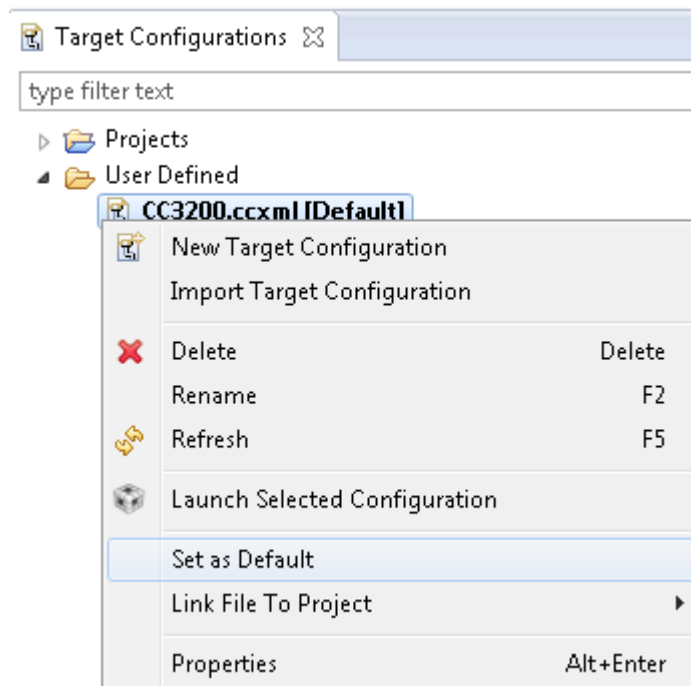 Target Configurations
type filter text
Projects
User Defined
CC3200.ccxml [Default]
New Target Configuration
Import Target Configuration
Delete Delete
Rename F2
Refresh F5
Launch Selected Configuration
Set as Default
Link File To Project
Properties Alt+Enter